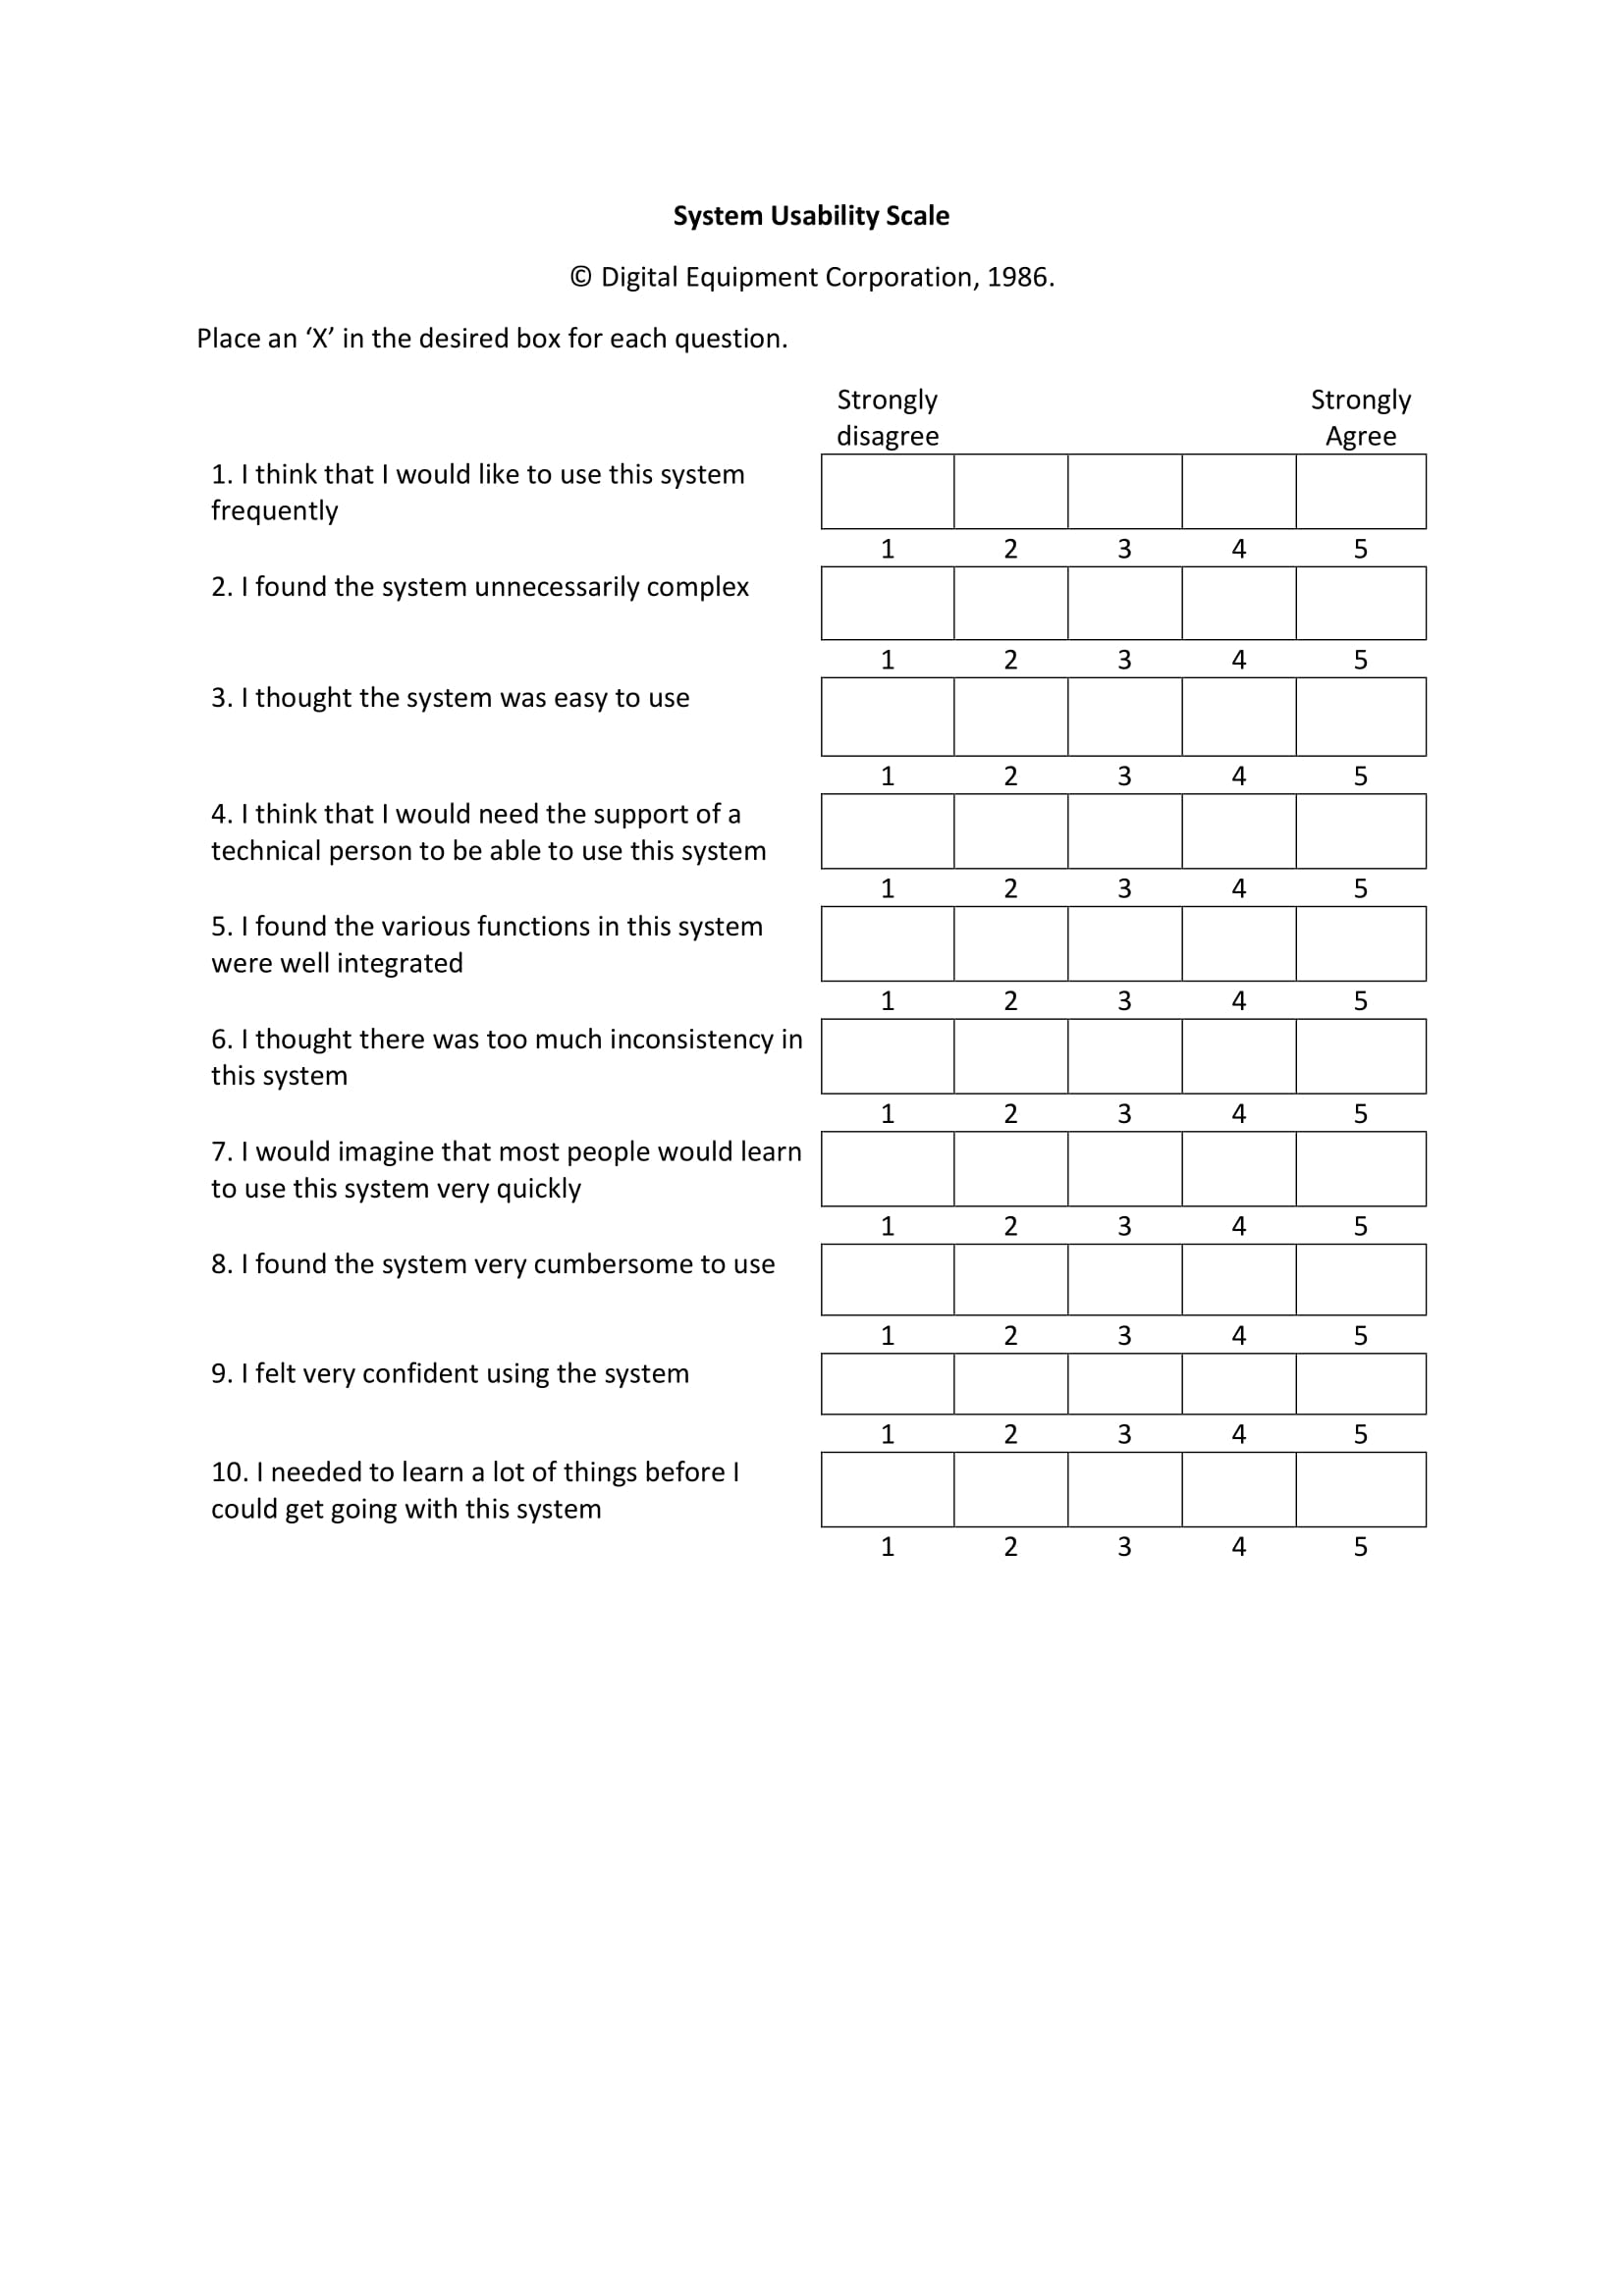 System Usability Scale
© Digital Equipment Corporation, 1986.
Place an ‘X’ in the desired box for each question.
Strongly Strongly
disagree Agree
1. I think that I would like to use this system
frequently
1 2 3 4 5
2. I found the system unnecessarily complex
1 2 3 4 5
3. I thought the system was easy to use
1 2 3 4 5
4. I think that I would need the support of a
technical person to be able to use this system
1 2 3 4 5
5. I found the various functions in this system
were well integrated
1 2 3 4 5
6. I thought there was too much inconsistency in
this system
1 2 3 4 5
7. I would imagine that most people would learn
to use this system very quickly
1 2 3 4 5
8. I found the system very cumbersome to use
1 2 3 4 5
9. I felt very confident using the system
1 2 3 4 5
10. I needed to learn a lot of things before I
could get going with this system
1 2 3 4 5